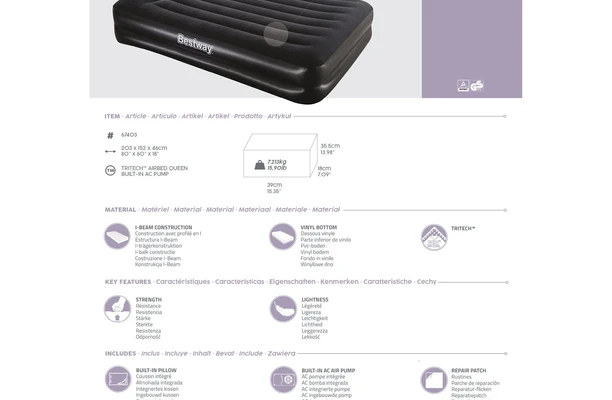 Bestway
GS
ITEM · Article · Artículo · Artikel · Artikel · Prodotto · Artykuł
# 67403
203 x 152 x 46cm
80" x 60" x 18"
TRITECH™ AIRBED QUEEN
BUILT-IN AC PUMP
7.213kg
15.90lb
35.5cm
13.98"
18cm
7.09"
39cm
15.35"
MATERIAL · Matériel · Material · Material · Materiaal · Materiale · Material
I-BEAM CONSTRUCTION
Construction avec profilé en I
Estructura I-Beam
I-trägerkonstruktion
I-balk constructie
Costruzione I-Beam
Konstrukcja I-Beam
VINYL BOTTOM
Dessous vinyle
Parte inferior de vinilo
Pvc-boden
Vinyl bodem
Fondo in vinile
Winylowe dno
TRITECH™
KEY FEATURES · Caractéristiques · Características · Eigenschaften · Kenmerken · Caratteristiche · Cechy
STRENGTH
Résistance
Resistencia
Stärke
Sterkte
Resistenza
Odporność
LIGHTNESS
Légèreté
Ligereza
Leichtigkeit
Lichtheid
Leggerezza
Lekkość
INCLUDES · Inclus · Incluye · Inhalt · Bevat · Include · Zawiera
BUILT-IN PILLOW
Coussin intégré
Almohada integrada
Integriertes kissen
Ingebouwd kussen
BUILT-IN AC AIR PUMP
AC pompe intégrée
AC bomba integrada
AC integrierte pumpe
AC ingebouwde pomp
REPAIR PATCH
Rustines
Parche de reparación
Reparatur-flicken
Reparatiepatch